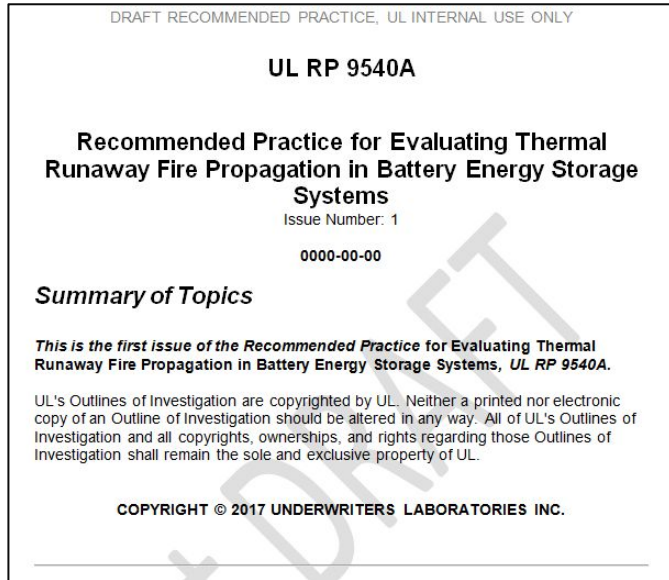 DRAFT RECOMMENDED PRACTICE, UL INTERNAL USE ONLY
UL RP 9540A
Recommended Practice for Evaluating Thermal
Runaway Fire Propagation in Battery Energy Storage
Systems
Issue Number: 1
0000-00-00
Summary of Topics
This is the first issue of the Recommended Practice for Evaluating Thermal
Runaway Fire Propagation in Battery Energy Storage Systems, UL RP 9540A.
UL's Outlines of Investigation are copyrighted by UL. Neither a printed nor electronic
copy of an Outline of Investigation should be altered in any way. All of UL's Outlines of
Investigation and all copyrights, ownerships, and rights regarding those Outlines of
Investigation shall remain the sole and exclusive property of UL.
COPYRIGHT © 2017 UNDERWRITERS LABORATORIES INC.
DRAFT